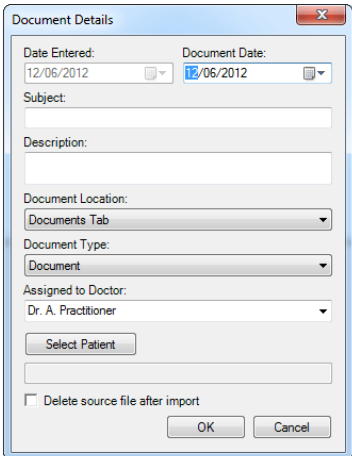 Document Details
Date Entered: Document Date:
12/06/2012 12/06/2012
Subject:
Description:
Document Location:
Documents Tab
Document Type:
Document
Assigned to Doctor:
Dr. A. Practitioner
Select Patient
Delete source file after import
OK Cancel